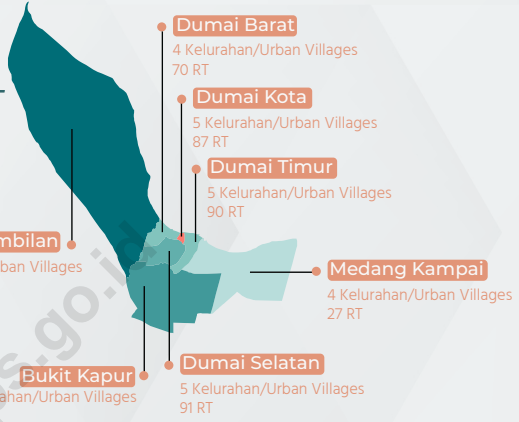 Dumai Barat
4 Kelurahan/Urban Villages
70 RT
Dumai Kota
5 Kelurahan/Urban Villages
87 RT
Dumai Timur
5 Kelurahan/Urban Villages
90 RT
mbilan
ban Villages
Medang Kampai
4 Kelurahan/Urban Villages
27 RT
Bukit Kapur
ahan/Urban Villages
Dumai Selatan
5 Kelurahan/Urban Villages
91 RT
s.go.id